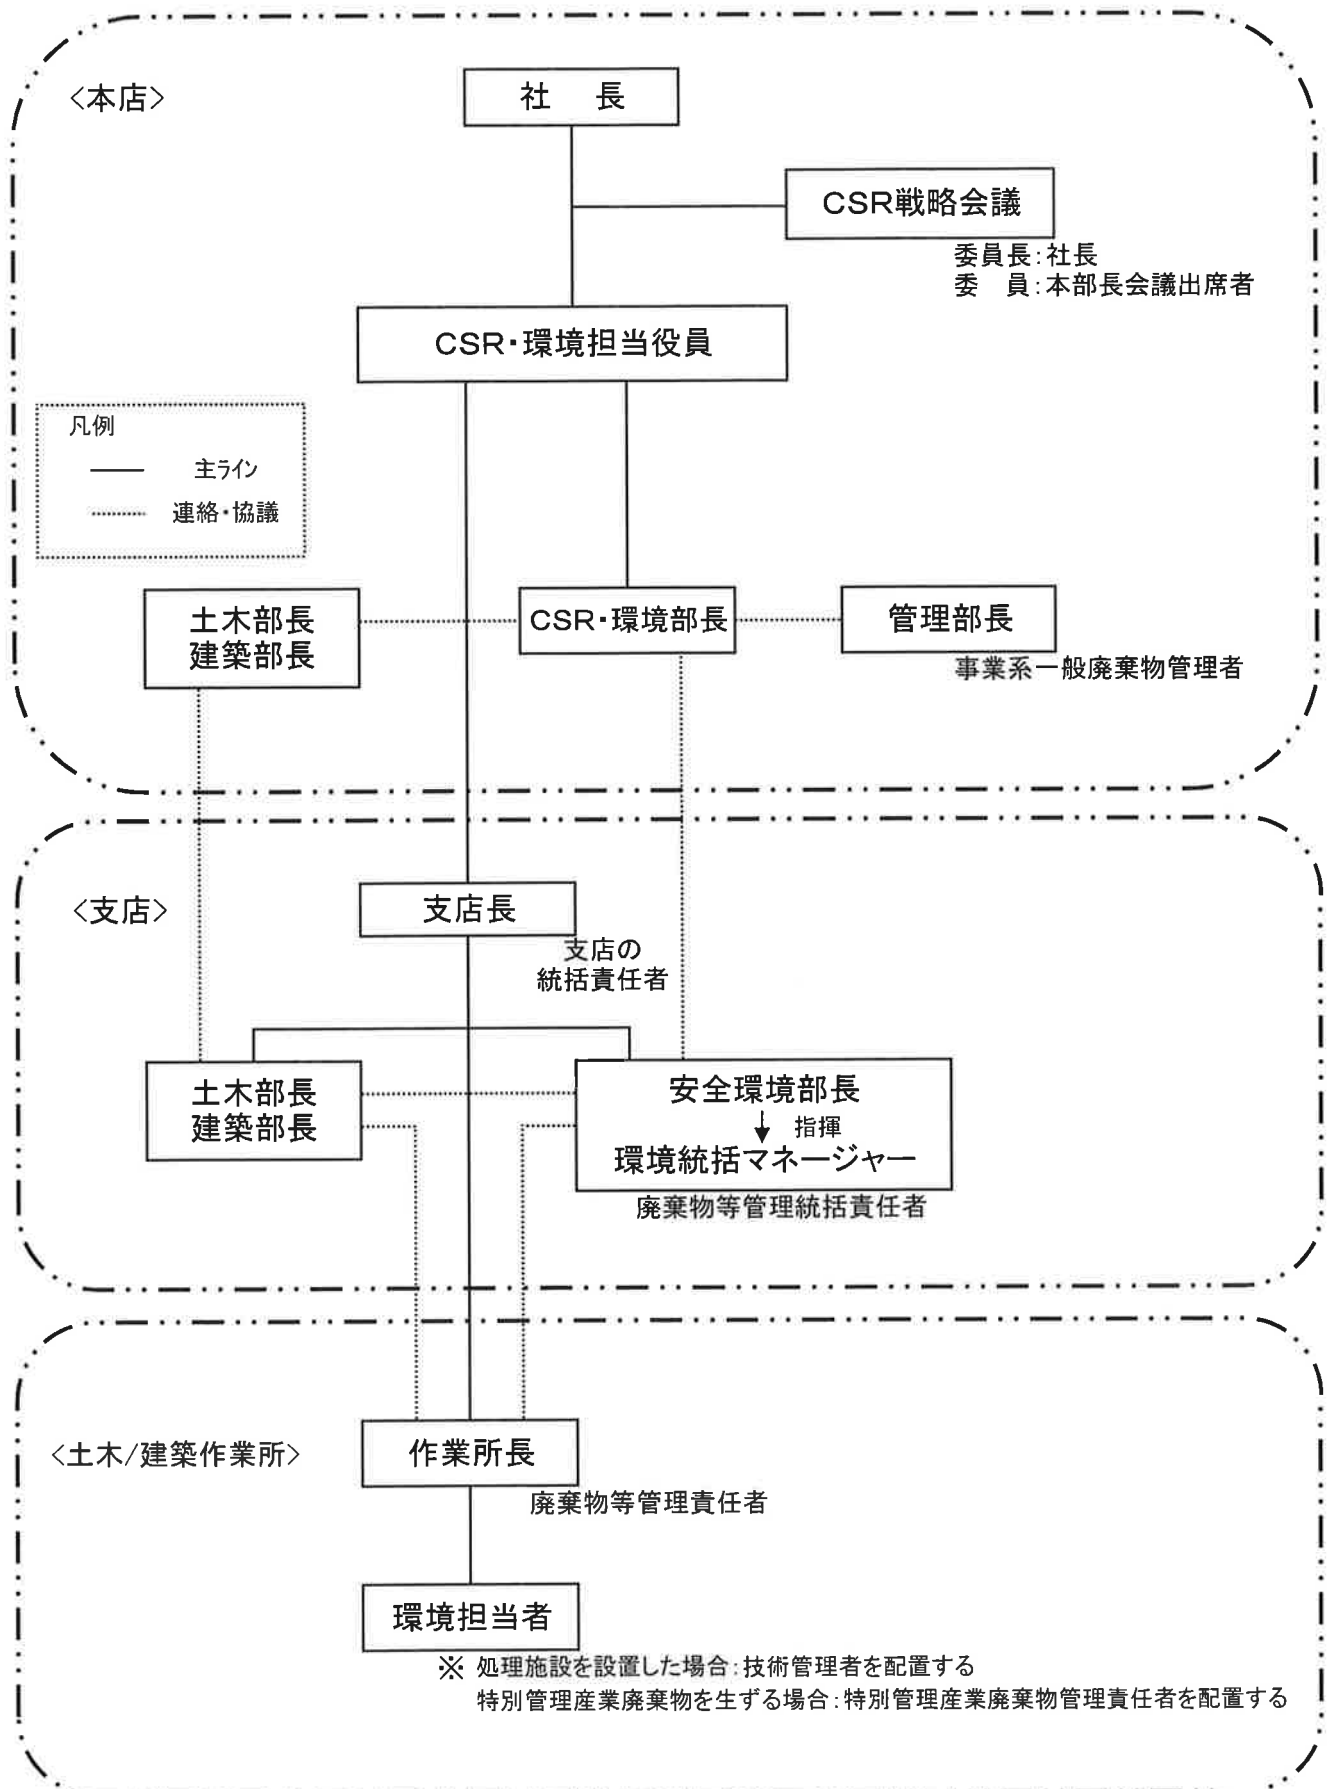 <本店>
社　長
CSR戦略会議
委員長:社長
委　員:本部長会議出席者
CSR・環境担当役員
凡例
主ライン
連絡・協議
土木部長
建築部長
CSR・環境部長
管理部長
事業系一般廃棄物管理者
<支店>
支店長
支店の
統括責任者
土木部長
建築部長
安全環境部長
指揮
環境統括マネージャー
廃棄物等管理統括責任者
<土木/建築作業所>
作業所長
廃棄物等管理責任者
環境担当者
※ 処理施設を設置した場合:技術管理者を配置する
特別管理産業廃棄物を生ずる場合:特別管理産業廃棄物管理責任者を配置する